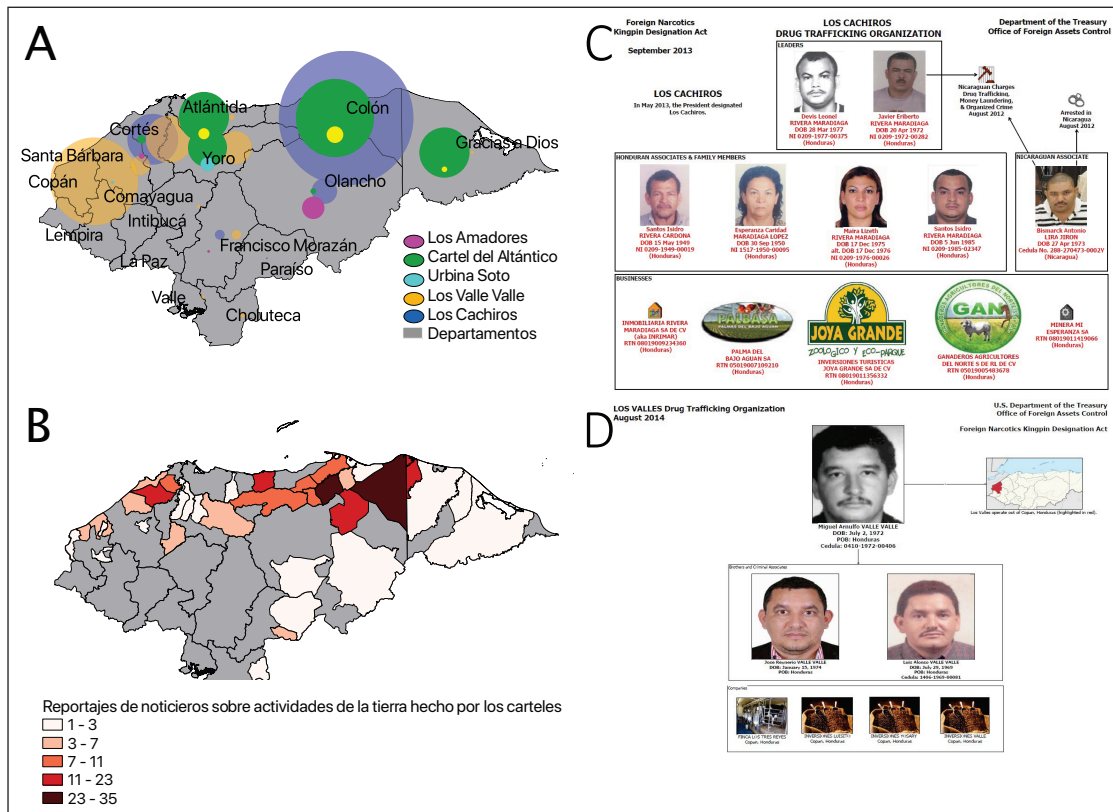 A
Atlántida
Colón
Cortés
Gracias a Dios
Santa Bárbara
Yoro
Copán
Olancho
Comayagua
Intibucá
Lempira
Francisco Morazán
La Paz
Paraíso
Valle
Choluteca
Los Amadores
Cartel del Altántico
Urbina Soto
Los Valle Valle
Los Cachiros
Departamentos
B
Reportajes de noticieros sobre actividades de la tierra hecho por los carteles
1 - 3
3 - 7
7 - 11
11 - 23
23 - 35
C
Foreign Narcotics
Kingpin Designation Act
September 2013
LOS CACHIROS
DRUG TRAFFICKING ORGANIZATION
Department of the Treasury
Office of Foreign Assets Control
LOS CACHIROS
In May 2013, the President designated
Los Cachiros.
LEADERS
Devis Leonel
RIVERA MARADIAGA
DOB 28 Mar 1977
NI 0209-1977-00375
(Honduras)
Javier Eriberto
RIVERA MARADIAGA
DOB 20 Apr 1972
NI 0209-1972-00282
(Honduras)
Nicaraguan Charges
Drug Trafficking,
Money Laundering,
& Organized Crime
August 2012
Arrested in
Nicaragua
August 2012
HONDURAN ASSOCIATES & FAMILY MEMBERS
Santos Isidro
RIVERA CARDONA
DOB 15 May 1949
NI 0209-1949-00019
(Honduras)
Esperanza Caridad
MARADIAGA LOPEZ
DOB 30 Sep 1950
NI 1517-1950-00095
(Honduras)
Maira Lizeth
RIVERA MARADIAGA
DOB 17 Dec 1975
alt. DOB 17 Dec 1976
NI 0209-1976-00026
(Honduras)
Santos Isidro
RIVERA MARADIAGA
DOB 5 Jun 1985
NI 0209-1985-02347
(Honduras)
NICARAGUAN ASSOCIATE
Bismarck Antonio
LIRA JIRON
DOB 27 Apr 1973
Cedula No. 288-270473-0002Y
(Nicaragua)
BUSINESSES
INMOBILIARIA RIVERA
MARADIAGA SA DE CV
(aka INRIMAR)
RTN 08019009234360
(Honduras)
PALBASA
PALMAS DEL BAJO AGUAN
PALMA DEL
BAJO AGUAN SA
RTN 05019007109210
(Honduras)
JOYA GRANDE
ZOOLOGICO Y ECO-PARQUE
INVERSIONES TURISTICAS
JOYA GRANDE SA DE CV
RTN 08019011356332
(Honduras)
GAN
GANADEROS AGRICULTORES
DEL NORTE S DE RL DE CV
RTN 05019005483678
(Honduras)
MINERA MI
ESPERANZA SA
RTN 08019011419066
(Honduras)
D
LOS VALLES Drug Trafficking Organization
August 2014
U.S. Department of the Treasury
Office of Foreign Assets Control
Foreign Narcotics Kingpin Designation Act
Miguel Arnulfo VALLE VALLE
DOB: July 2, 1972
POB: Honduras
Cedula: 0410-1972-00406
Los Valles operate out of Copan, Honduras (highlighted in red).
Brothers and Criminal Associates
Jose Reynerio VALLE VALLE
DOB: January 15, 1974
POB: Honduras
Luis Alonso VALLE VALLE
DOB: July 29, 1969
POB: Honduras
Cedula: 1406-1969-00081
Companies
FINCA LOS TRES REYES
Copan, Honduras
INVERSIONES LUISITO
Copan, Honduras
INVERSIONES YOSARY
Copan, Honduras
INVERSIONES VALLE
Copan, Honduras